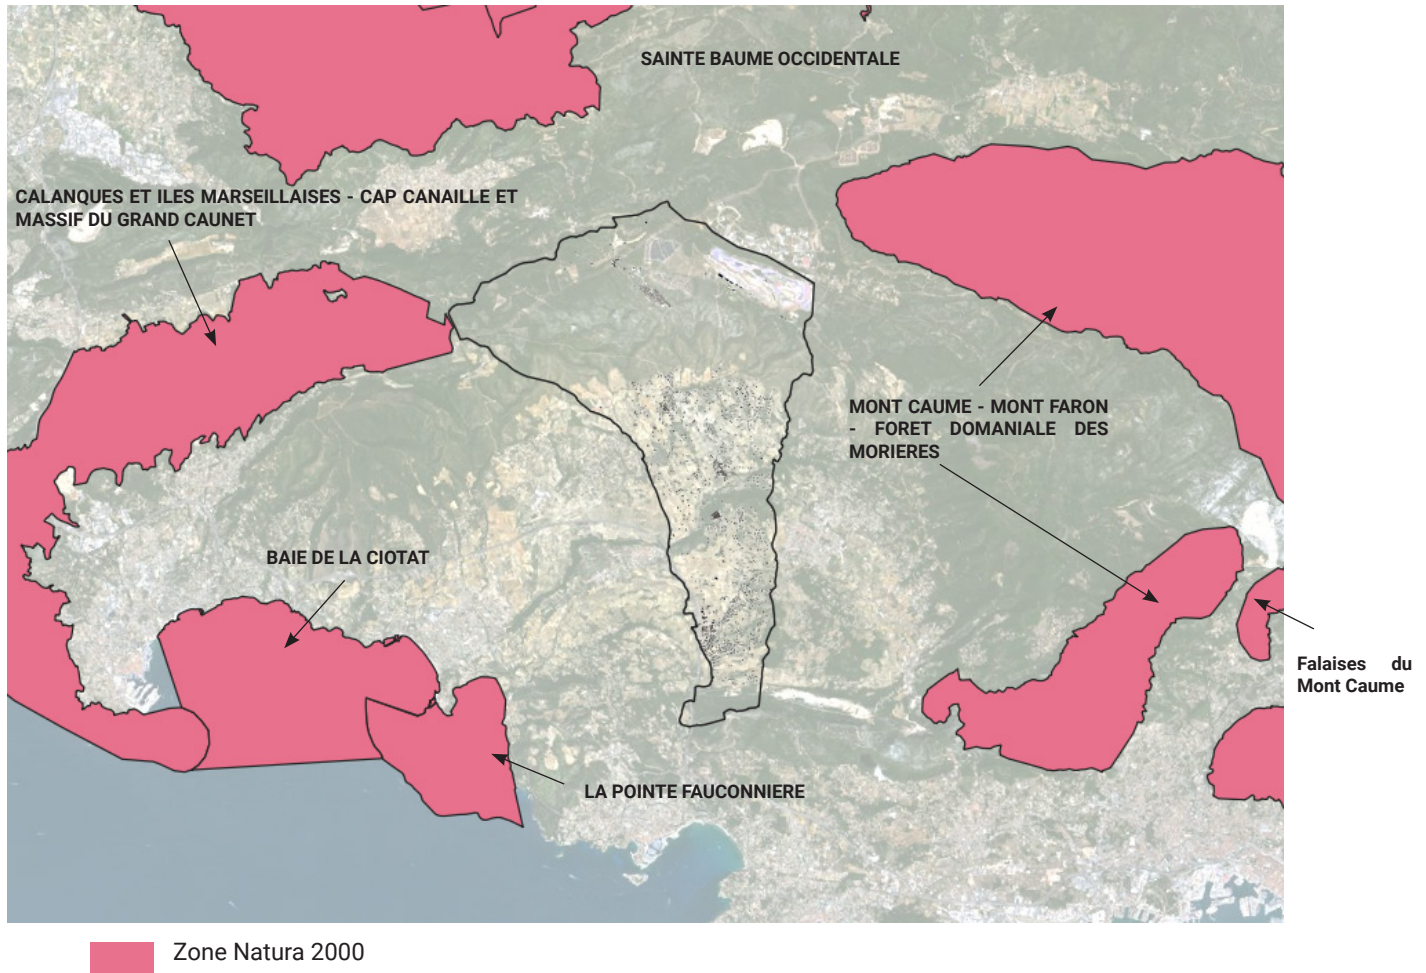 SAINTE BAUME OCCIDENTALE
CALANQUES ET ILES MARSEILLAISES - CAP CANAILLE ET
MASSIF DU GRAND CAUNET
MONT CAUME - MONT FARON
- FORET DOMANIALE DES
MORIERES
BAIE DE LA CIOTAT
Falaises du
Mont Caume
LA POINTE FAUCONNIERE
Zone Natura 2000